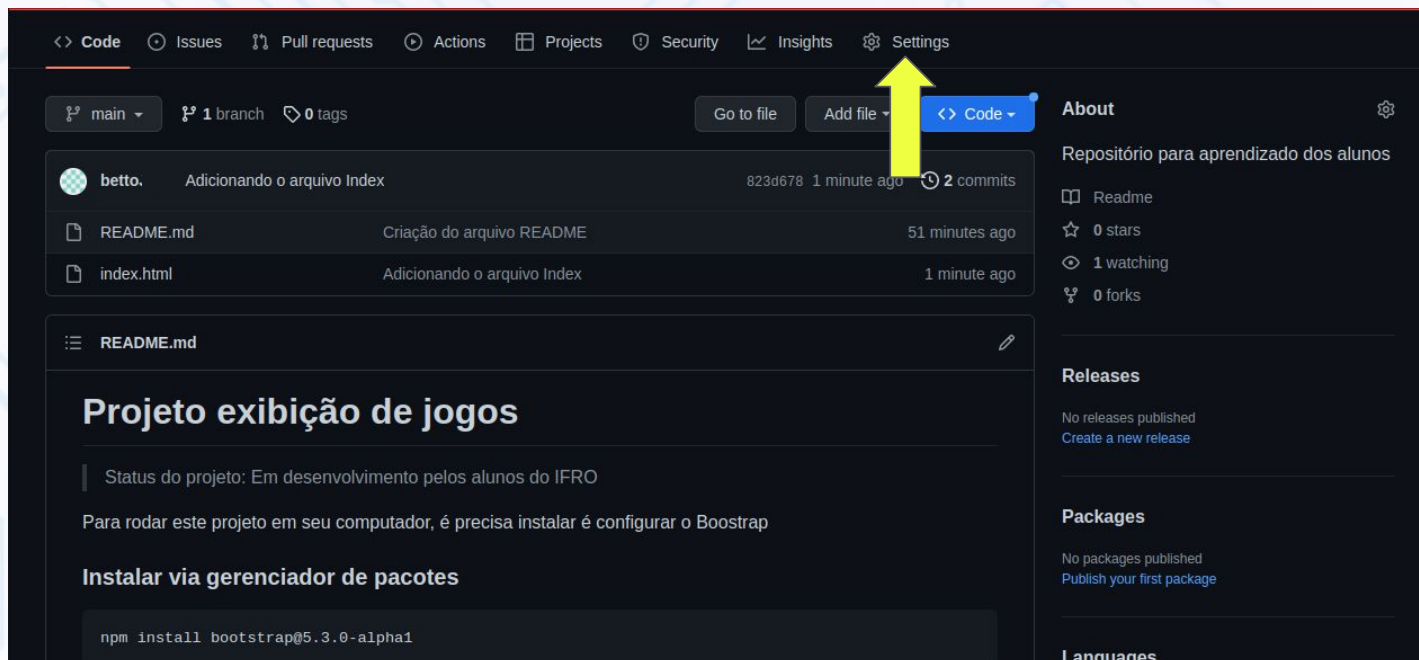 Code Issues Pull requests Actions Projects Security Insights Settings
main 1 branch 0 tags Go to file Add file Code
betto. Adicionando o arquivo Index 823d678 1 minute ago 2 commits
README.md Criação do arquivo README 51 minutes ago
index.html Adicionando o arquivo Index 1 minute ago
README.md
Projeto exibição de jogos
Status do projeto: Em desenvolvimento pelos alunos do IFRO
Para rodar este projeto em seu computador, é precisa instalar é configurar o Boostrap
Instalar via gerenciador de pacotes
npm install bootstrap@5.3.0-alpha1
About
Repositório para aprendizado dos alunos
Readme
0 stars
1 watching
0 forks
Releases
No releases published
Create a new release
Packages
No packages published
Publish your first package
Languages